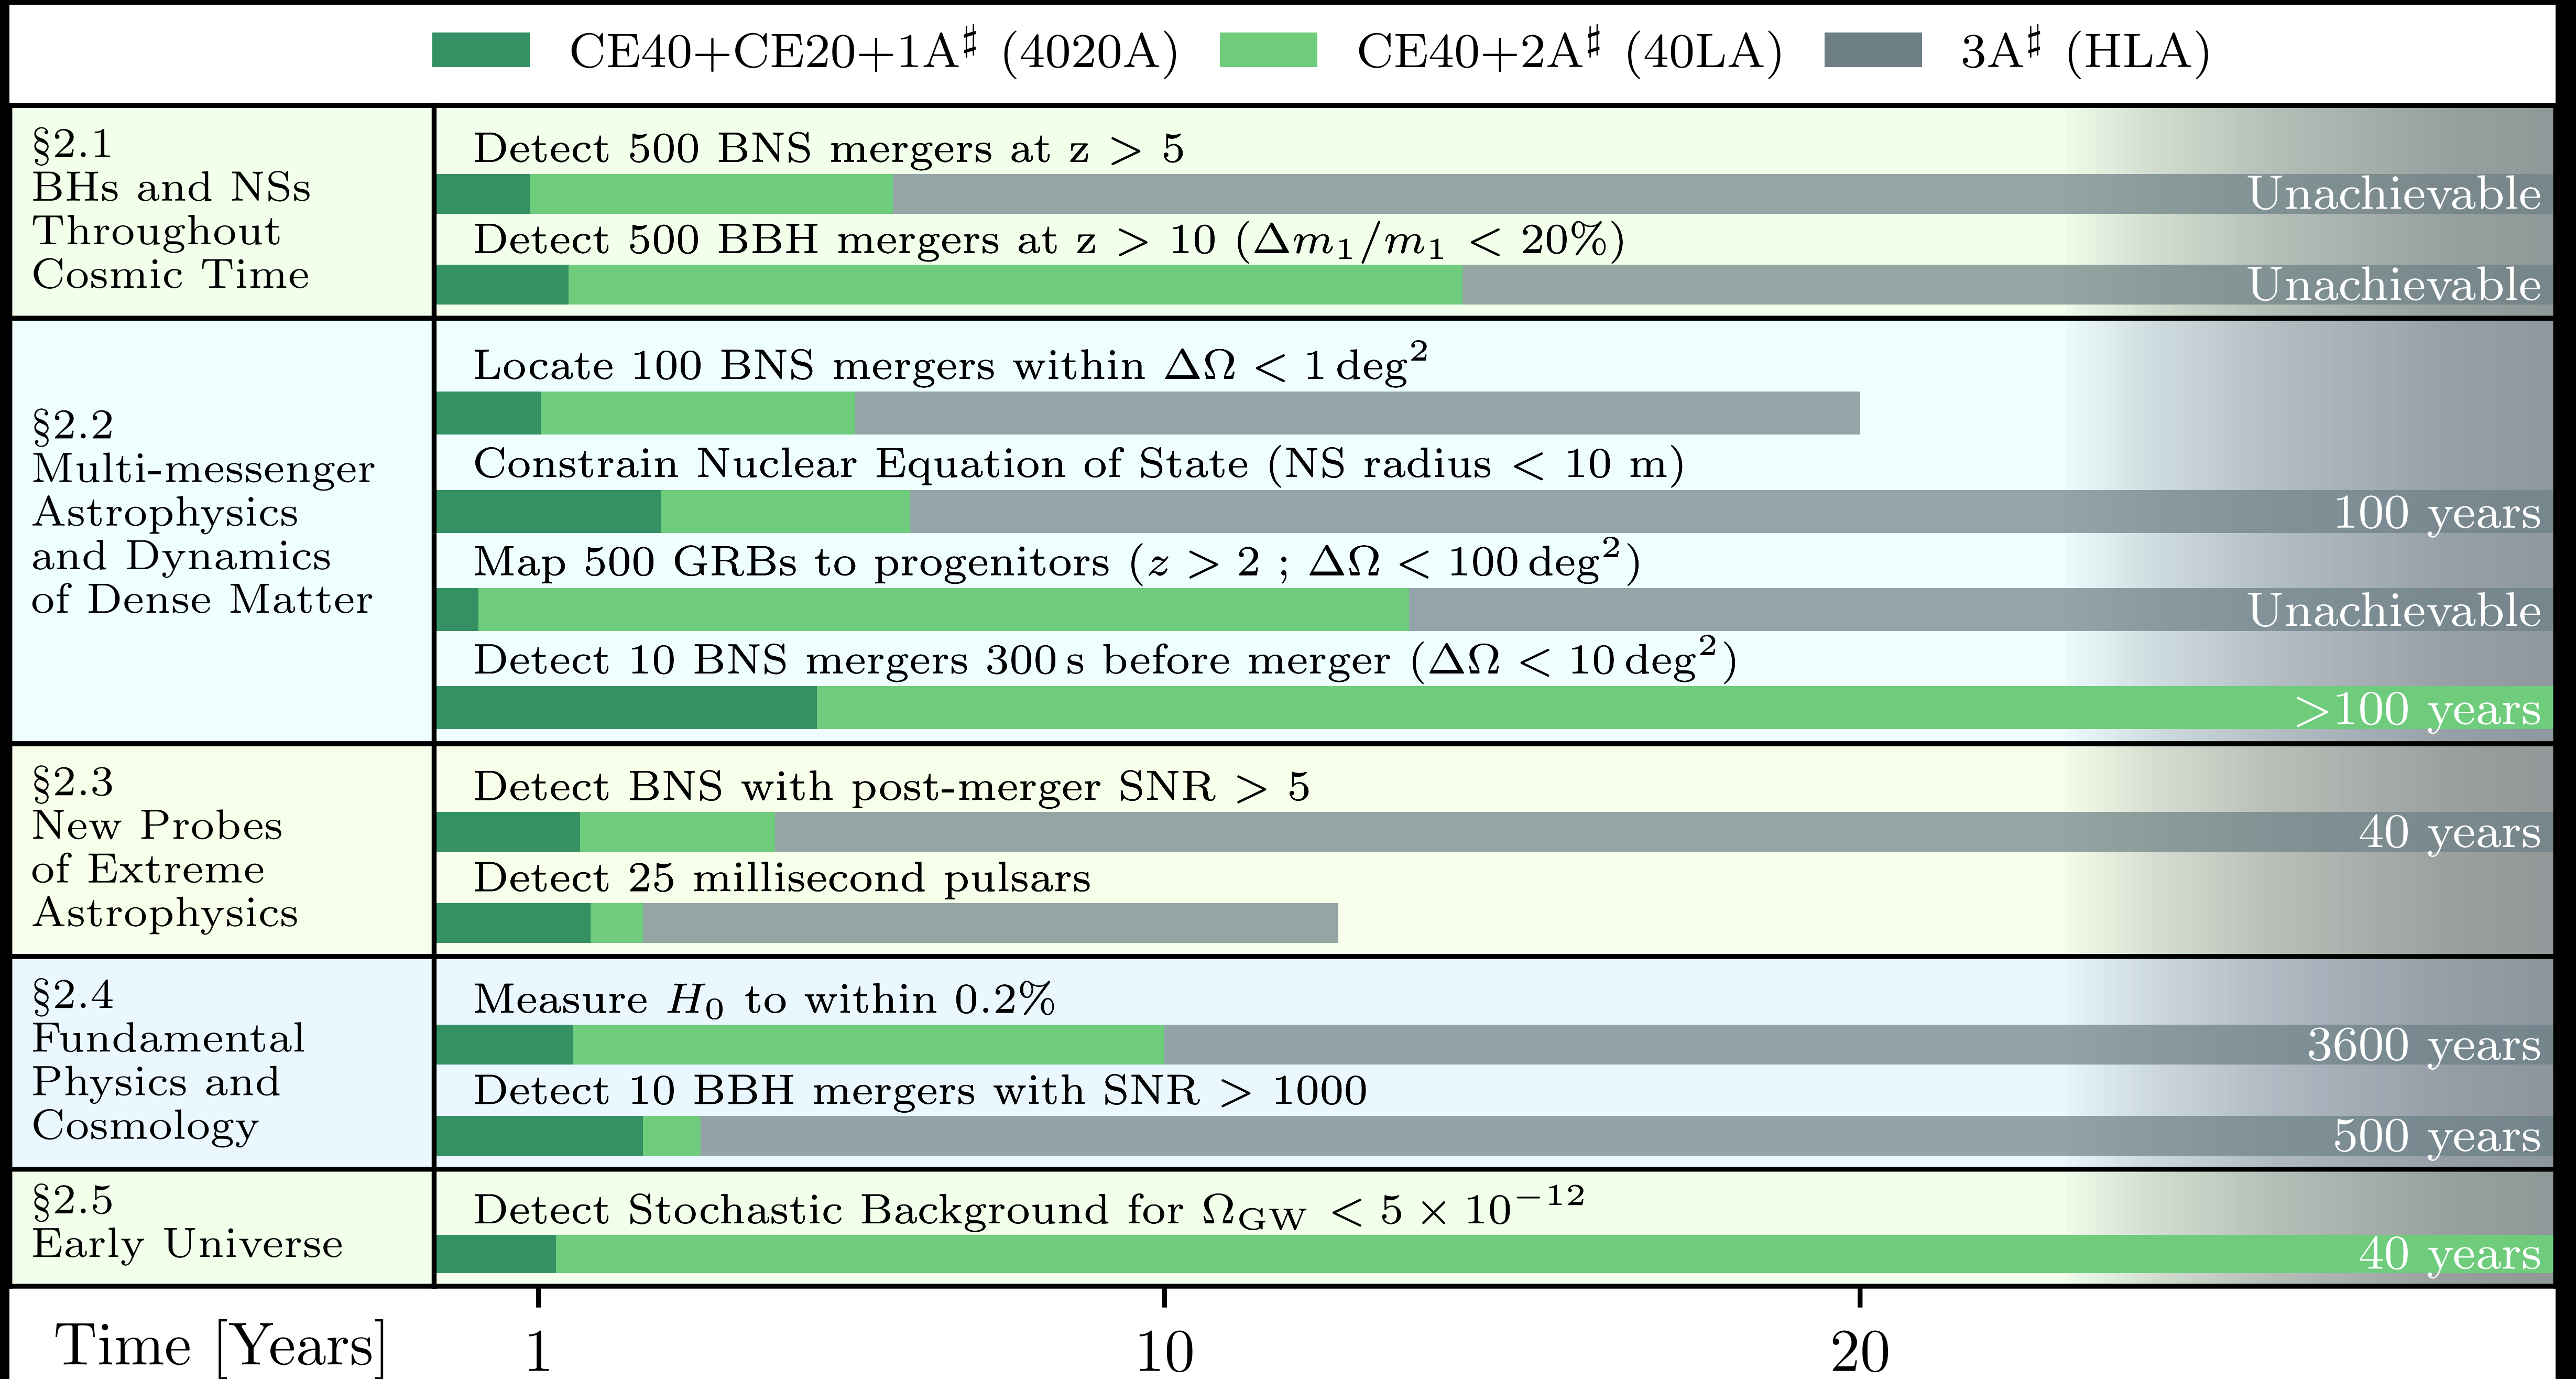 CE40+CE20+1A♯ (4020A) CE40+2A♯ (40LA) 3A♯ (HLA)
§2.1
BHs and NSs
Throughout
Cosmic Time
Detect 500 BNS mergers at z > 5
Unachievable
Detect 500 BBH mergers at z > 10 (Δm₁/m₁ < 20%)
Unachievable
§2.2
Multi-messenger
Astrophysics
and Dynamics
of Dense Matter
Locate 100 BNS mergers within ΔΩ < 1 deg²
Constrain Nuclear Equation of State (NS radius < 10 m)
100 years
Map 500 GRBs to progenitors (z > 2 ; ΔΩ < 100 deg²)
Unachievable
Detect 10 BNS mergers 300 s before merger (ΔΩ < 10 deg²)
>100 years
§2.3
New Probes
of Extreme
Astrophysics
Detect BNS with post-merger SNR > 5
40 years
Detect 25 millisecond pulsars
§2.4
Fundamental
Physics and
Cosmology
Measure H₀ to within 0.2%
3600 years
Detect 10 BBH mergers with SNR > 1000
500 years
§2.5
Early Universe
Detect Stochastic Background for Ω_GW < 5 × 10⁻¹²
40 years
Time [Years] 1 10 20